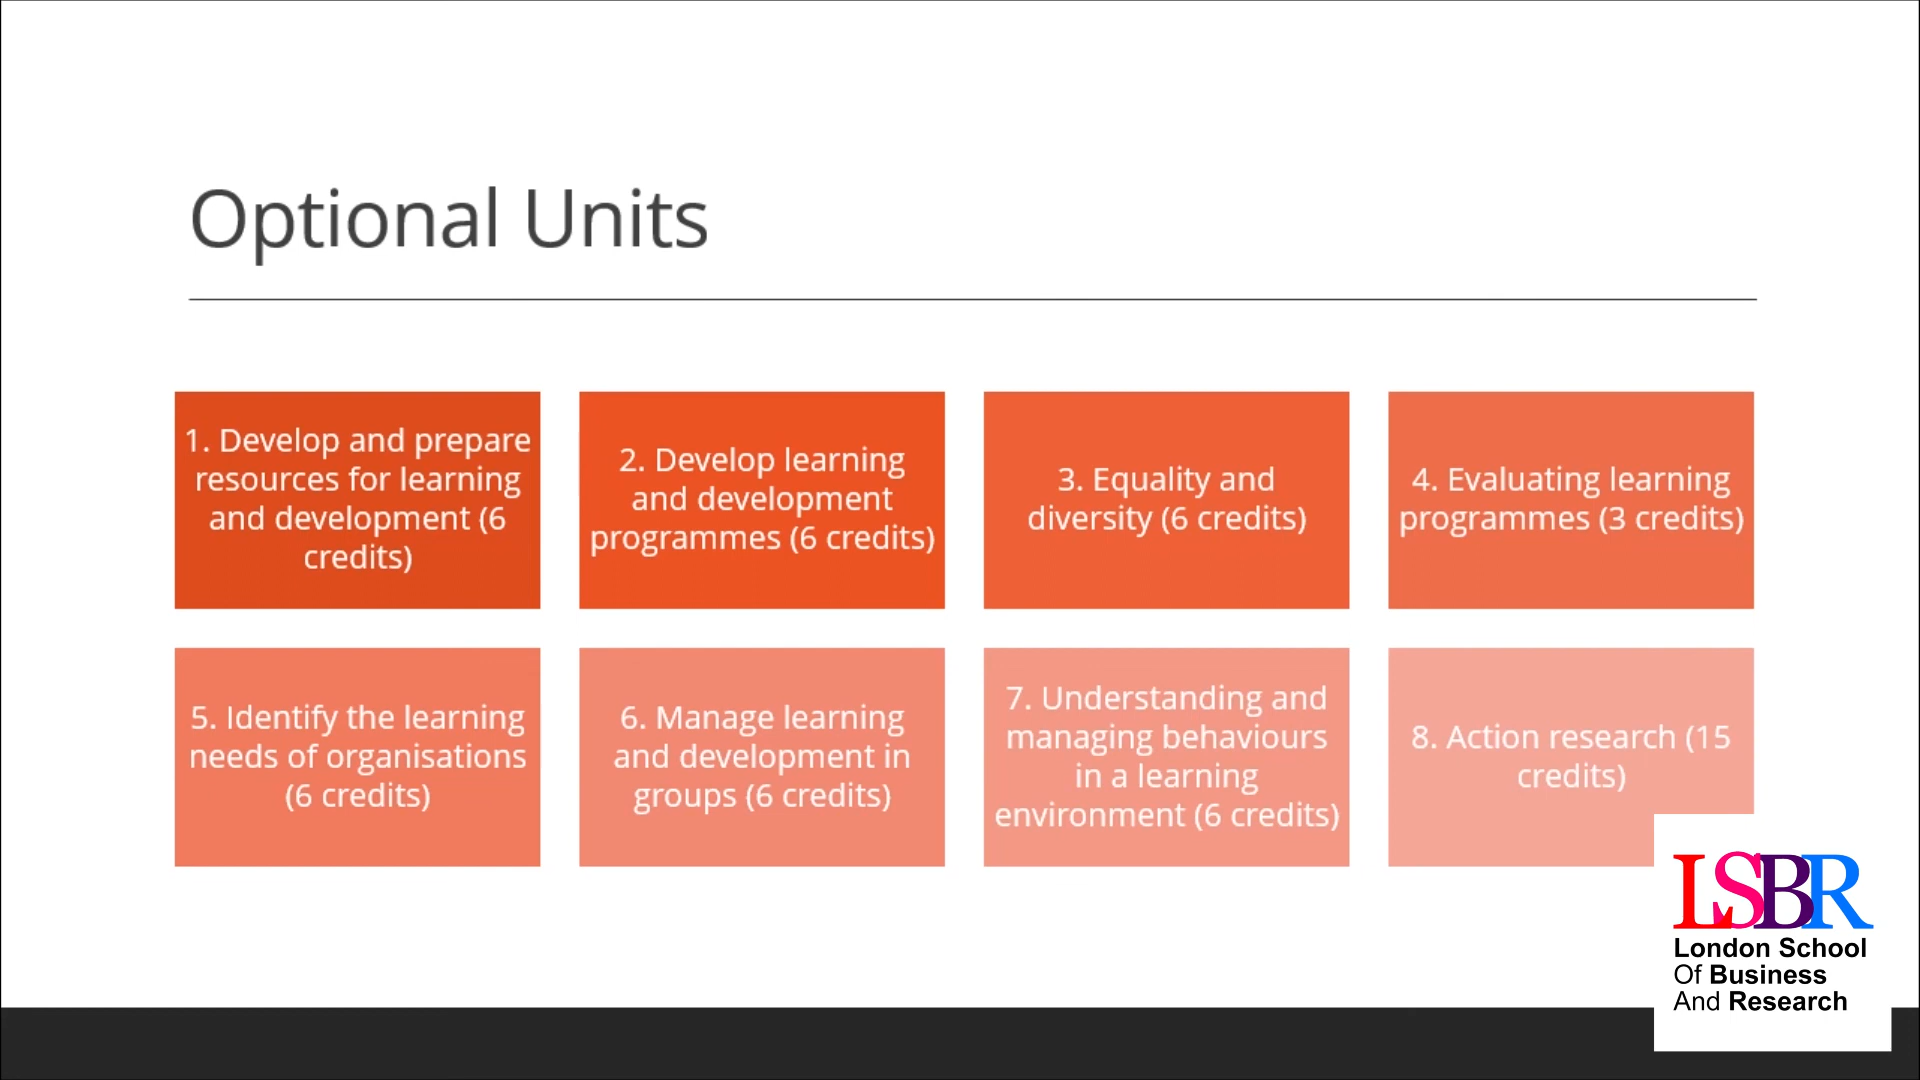 Optional Units
1. Develop and prepare
resources for learning
and development (6
credits)
2. Develop learning
and development
programmes (6 credits)
3. Equality and
diversity (6 credits)
4. Evaluating learning
programmes (3 credits)
5. Identify the learning
needs of organisations
(6 credits)
6. Manage learning
and development in
groups (6 credits)
7. Understanding and
managing behaviours
in a learning
environment (6 credits)
8. Action research (15
credits)
LSBR
London School
Of Business
And Research